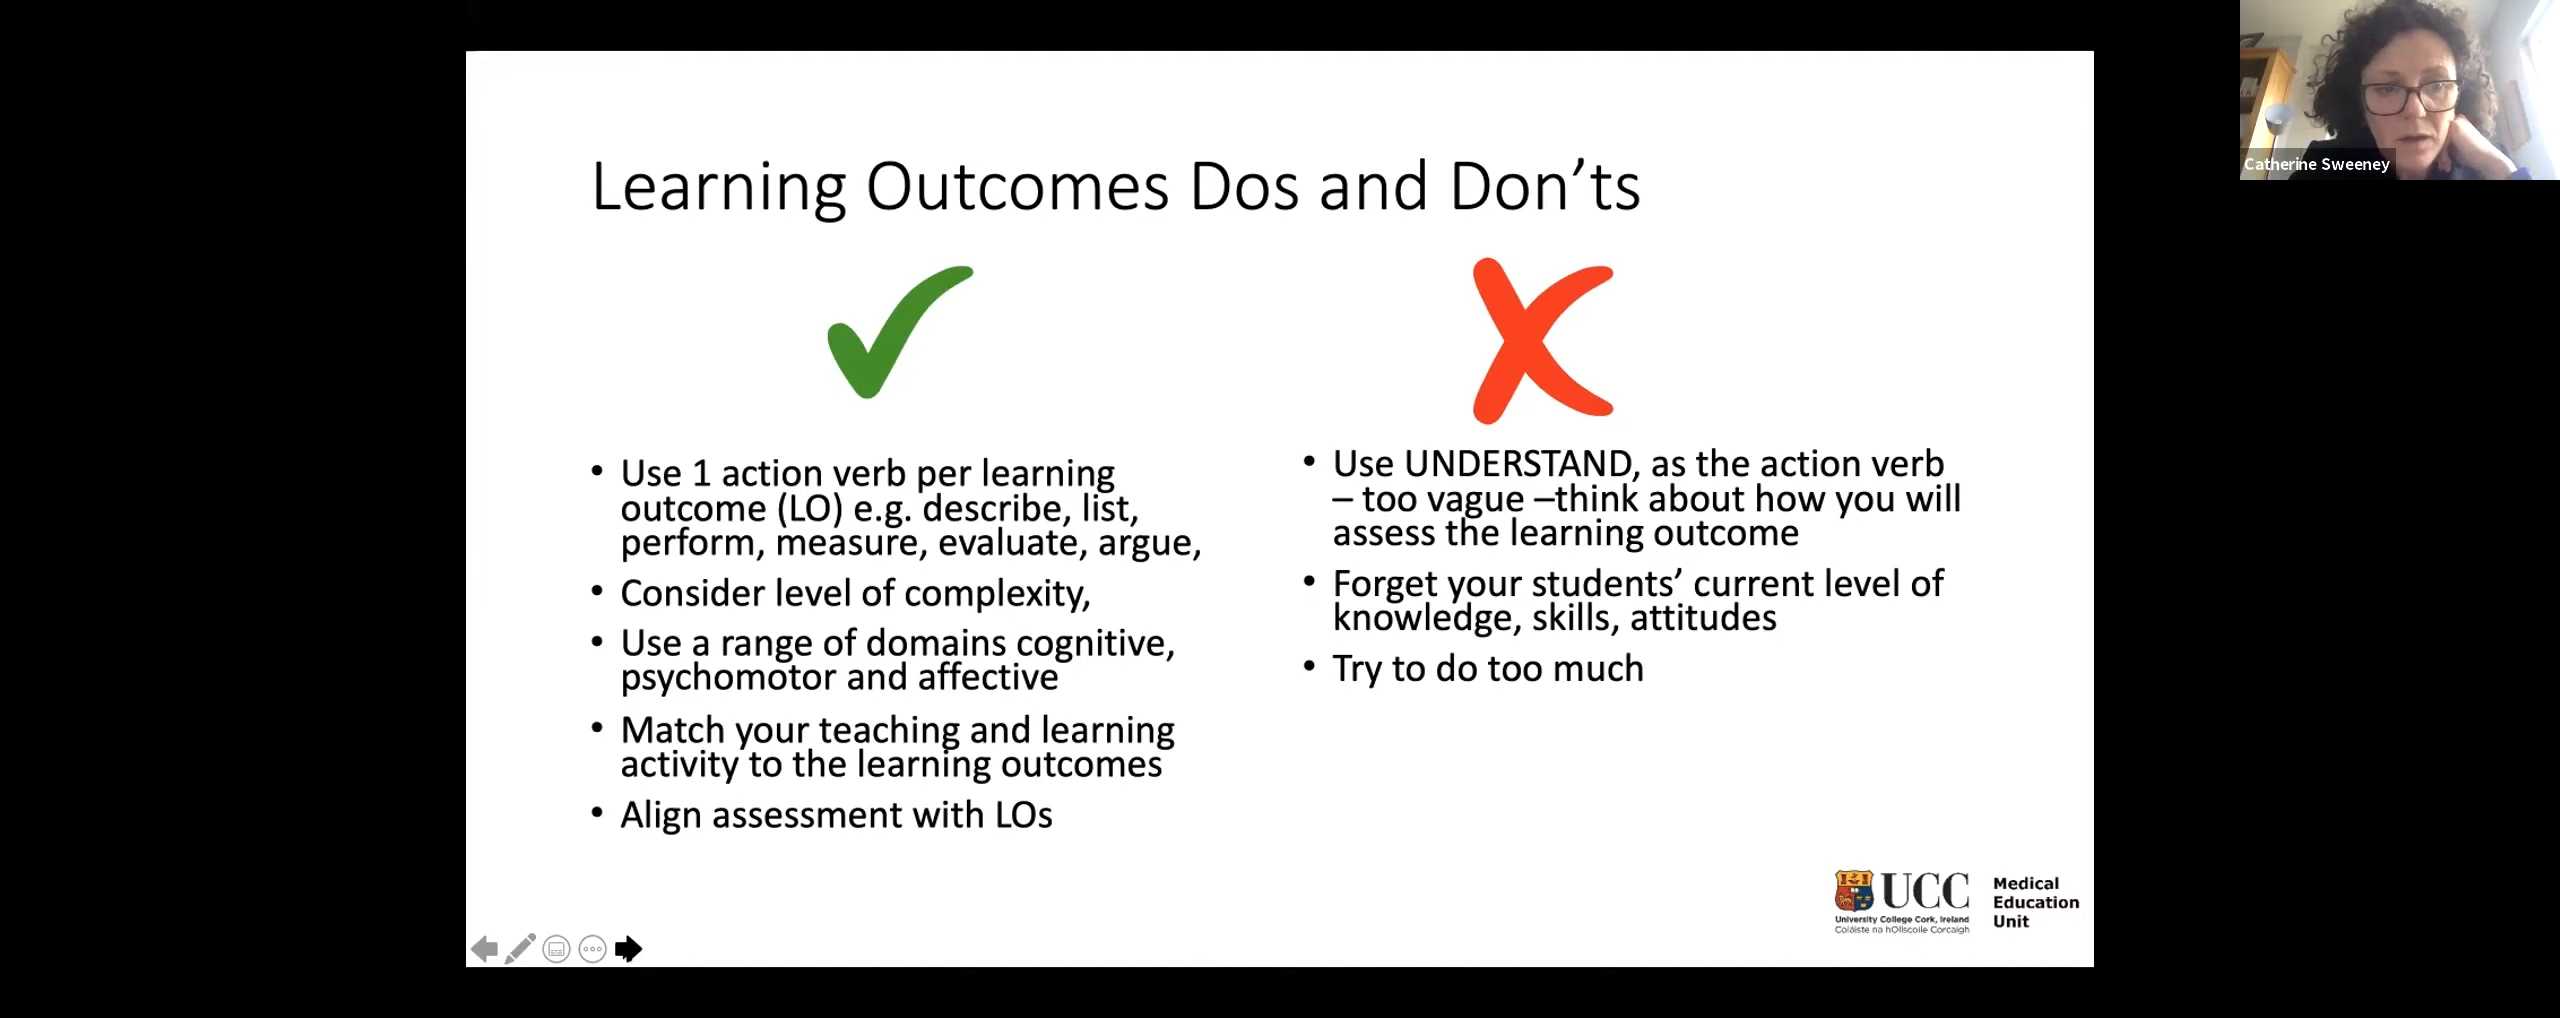 Learning Outcomes Dos and Don’ts
• Use 1 action verb per learning
outcome (LO) e.g. describe, list,
perform, measure, evaluate, argue,
• Consider level of complexity,
• Use a range of domains cognitive,
psychomotor and affective
• Match your teaching and learning
activity to the learning outcomes
• Align assessment with LOs
• Use UNDERSTAND, as the action verb
– too vague –think about how you will
assess the learning outcome
• Forget your students’ current level of
knowledge, skills, attitudes
• Try to do too much
UCC
University College Cork, Ireland
Coláiste na hOllscoile Corcaigh
Medical
Education
Unit
Catherine Sweeney